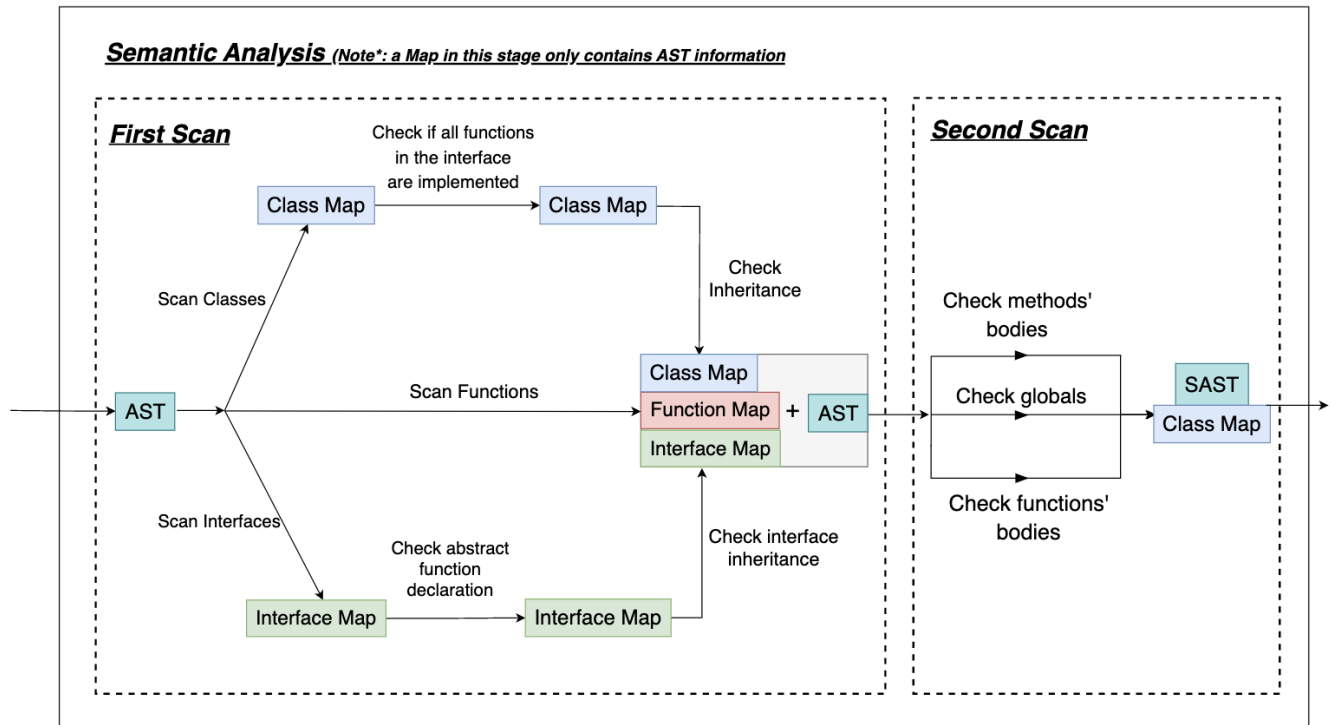 Semantic Analysis (Note*: a Map in this stage only contains AST information
First Scan
Check if all functions
in the interface
are implemented
Class Map
Class Map
Scan Classes
Check
Inheritance
AST
Scan Functions
Class Map
Function Map
+
AST
Interface Map
Scan Interfaces
Check abstract
function
declaration
Check interface
inheritance
Interface Map
Interface Map
Second Scan
Check methods'
bodies
Check globals
Check functions'
bodies
SAST
Class Map